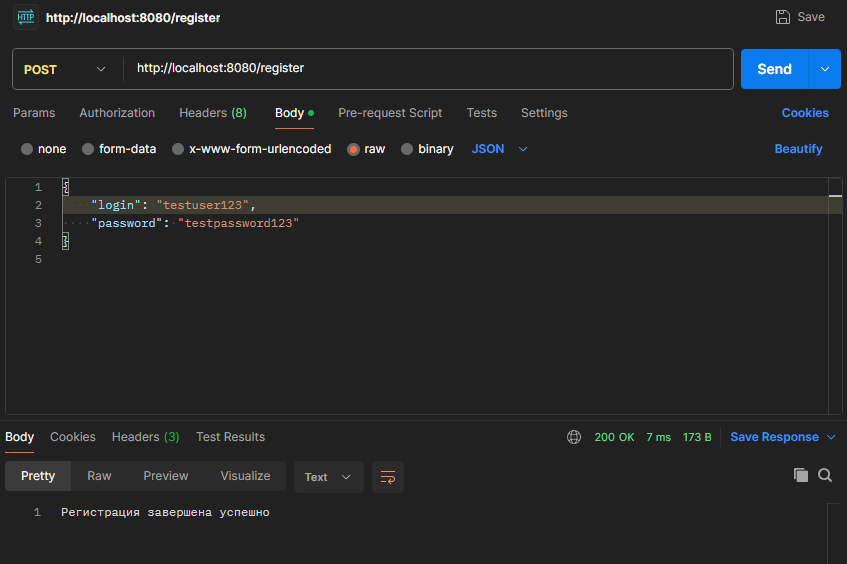 HTTP http://localhost:8080/register Save
POST http://localhost:8080/register Send
Params Authorization Headers (8) Body Pre-request Script Tests Settings Cookies
none form-data x-www-form-urlencoded raw binary JSON Beautify
1 {
2 "login": "testuser123",
3 "password": "testpassword123"
4 }
5
Body Cookies Headers (3) Test Results 200 OK 7 ms 173 B Save Response
Pretty Raw Preview Visualize Text
1 Регистрация завершена успешно